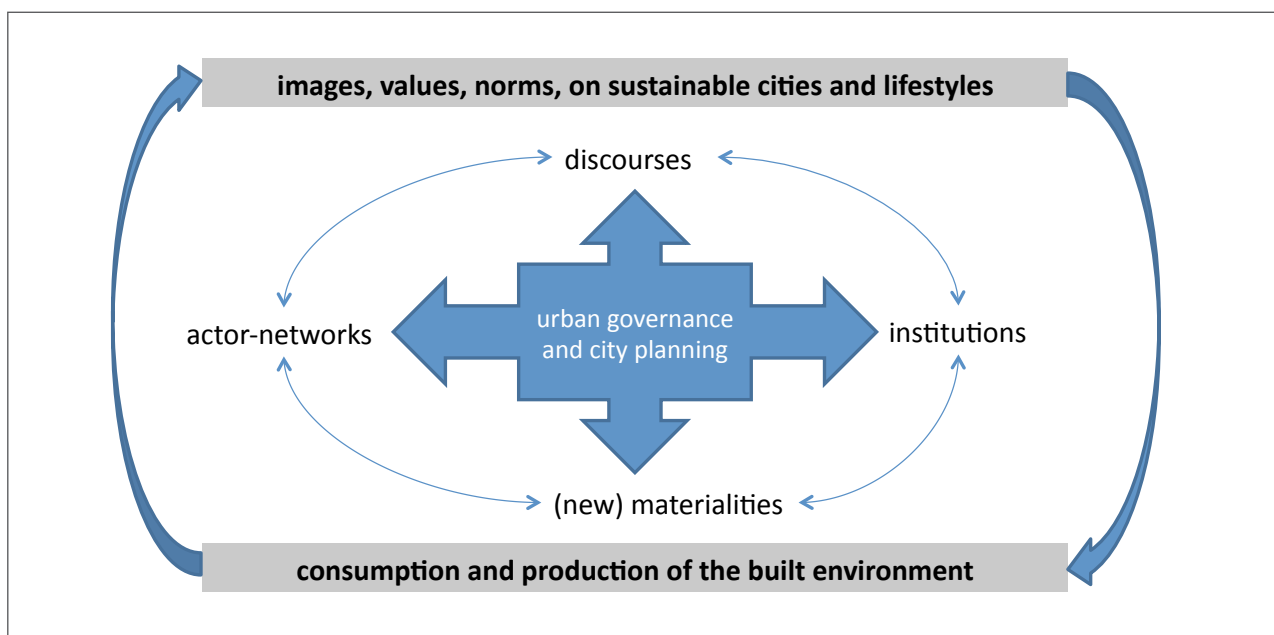 images, values, norms, on sustainable cities and lifestyles
discourses
actor-networks
urban governance
and city planning
institutions
(new) materialities
consumption and production of the built environment